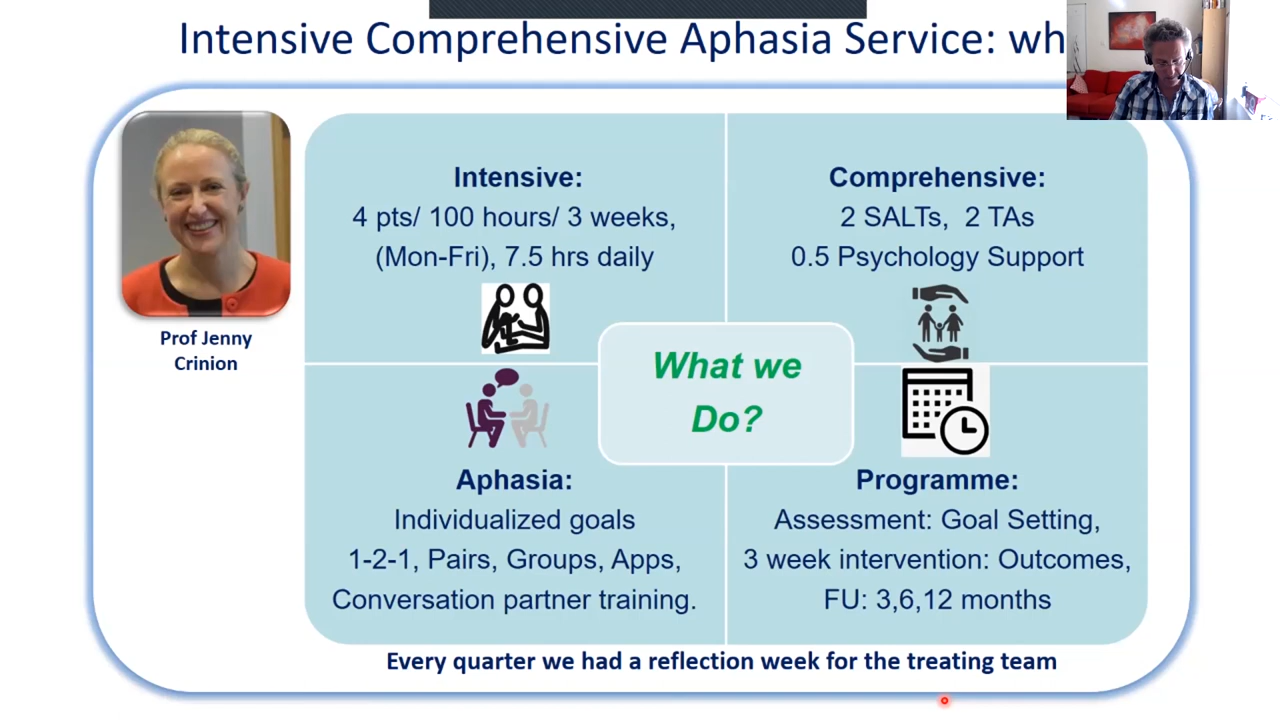 Intensive Comprehensive Aphasia Service: wh
Prof Jenny
Crinion
Intensive:
4 pts/ 100 hours/ 3 weeks,
(Mon-Fri), 7.5 hrs daily
Comprehensive:
2 SALTs, 2 TAs
0.5 Psychology Support
What we
Do?
Aphasia:
Individualized goals
1-2-1, Pairs, Groups, Apps,
Conversation partner training.
Programme:
Assessment: Goal Setting,
3 week intervention: Outcomes,
FU: 3,6,12 months
Every quarter we had a reflection week for the treating team